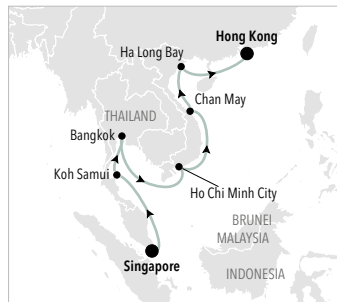 Hong Kong
Ha Long Bay
Chan May
THAILAND
Bangkok
Koh Samui
Ho Chi Minh City
BRUNEI
MALAYSIA
Singapore
INDONESIA